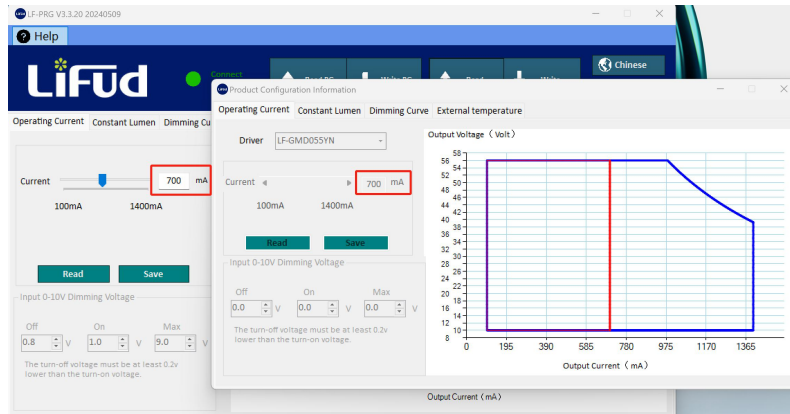 LF-PRG V3.3.20 20240509
Help
Chinese
Lifud
Connect
Operating Current Constant Lumen Dimming Cu
Current 700 mA
100mA 1400mA
Read Save
Input 0-10V Dimming Voltage
Off On Max
0.8 V 1.0 V 9.0 V
The turn-off voltage must be at least 0.2v
lower than the turn-on voltage.
Product Configuration Information
Operating Current Constant Lumen Dimming Curve External temperature
Driver LF-GMD055YN
Current 700 mA
100mA 1400mA
Read Save
Input 0-10V Dimming Voltage
Off On Max
0.0 V 0.0 V 0.0 V
The turn-off voltage must be at least 0.2v
lower than the turn-on voltage.
Output Voltage （ Volt）
58
56
54
52
50
48
46
44
42
40
38
36
34
32
30
28
26
24
22
20
18
16
14
12
10
8
0 195 390 585 780 975 1170 1365
Output Current （ mA）
Output Current （ mA）